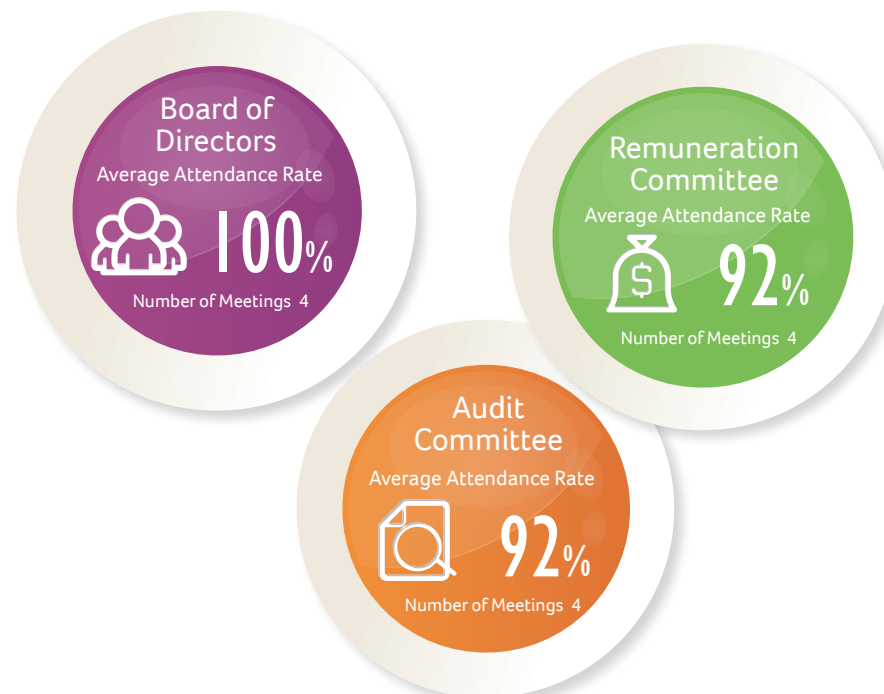 Board of
Directors
Average Attendance Rate
100%
Number of Meetings 4
Remuneration
Committee
Average Attendance Rate
$
92%
Number of Meetings 4
Audit
Committee
Average Attendance Rate
92%
Number of Meetings 4